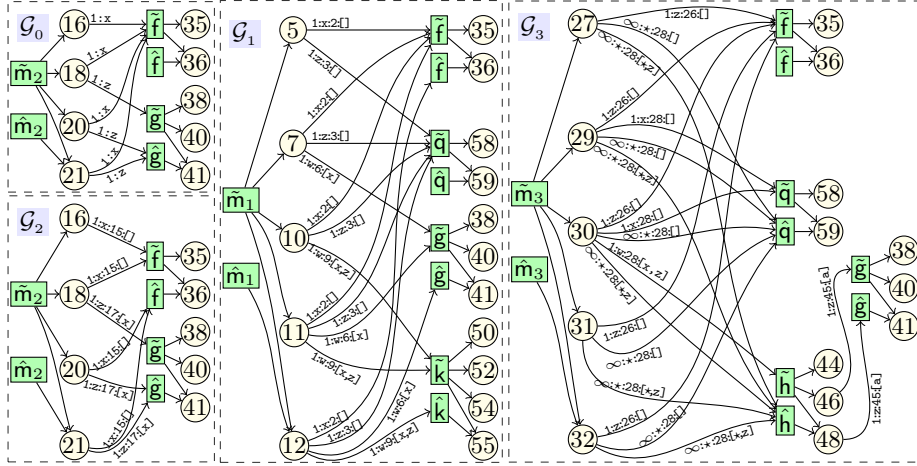 𝒢₀
m̃₂
m̂₂
16
18
20
21
1:x
1:x
1:z
1:x
1:z
1:x
1:z
f̃
f̂
g̃
ĝ
35
36
38
40
41
𝒢₂
m̃₂
m̂₂
16
18
20
21
1:x:15:[]
1:x:15:[]
1:z:17:[x]
1:x:15:[]
1:z:17:[x]
1:x:15:[]
1:z:17:[x]
f̃
f̂
g̃
ĝ
35
36
38
40
41
𝒢₁
m̃₁
m̂₁
5
7
10
11
12
1:x:2:[]
1:z:3:[]
1:x:2:[]
1:z:3:[]
1:w:6:[x]
1:x:2:[]
1:z:3:[]
1:w:9:[x,z]
1:x:2:[]
1:z:3:[]
1:w:6:[x]
1:w:9:[x,z]
1:x:2:[]
1:z:3:[]
1:w:6:[x]
1:w:9:[x,z]
f̃
f̂
q̃
q̂
g̃
ĝ
k̃
k̂
35
36
58
59
38
40
41
50
52
54
55
𝒢₃
m̃₃
m̂₃
27
29
30
31
32
1:z:26:[]
∞:⋆:28:[]
∞:⋆:28:[⋆,z]
1:z:26:[]
1:x:28:[]
∞:⋆:28:[]
∞:⋆:28:[⋆,z]
1:z:26:[]
1:x:28:[]
∞:⋆:28:[]
1:w:28:[x,z]
∞:⋆:28:[⋆,z]
1:z:26:[]
∞:⋆:28:[]
∞:⋆:28:[⋆,z]
1:z:26:[]
∞:⋆:28:[]
∞:⋆:28:[⋆,z]
f̃
f̂
q̃
q̂
h̃
ĥ
35
36
58
59
44
46
48
1:z:45:[a]
1:z:45:[a]
g̃
ĝ
38
40
41